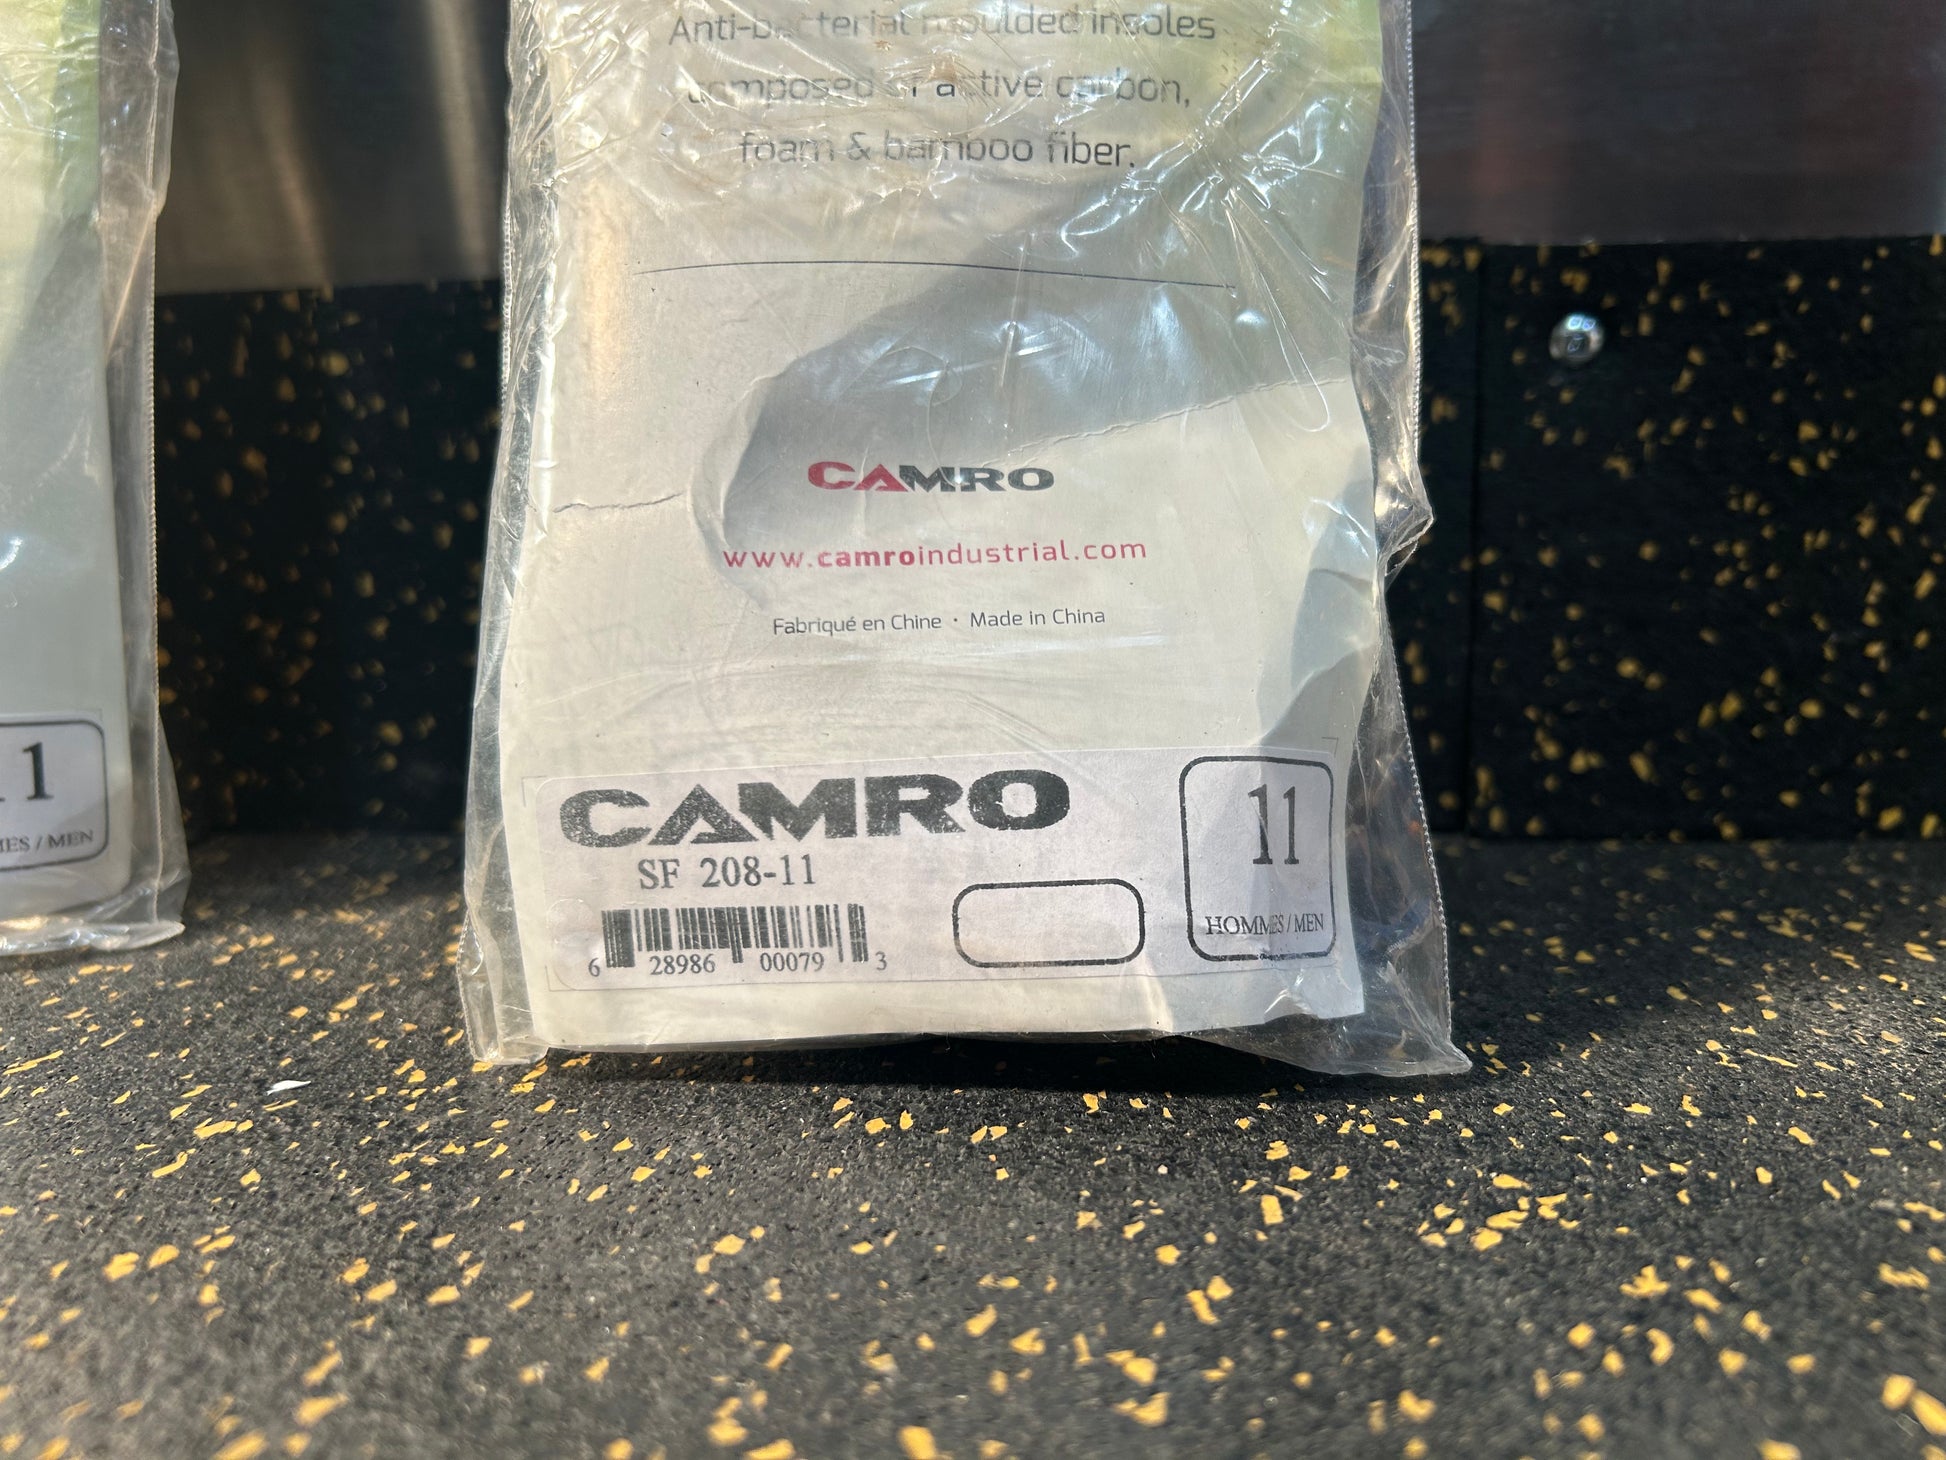 Anti-bacterial moulded insoles
composed of active carbon,
foam & bamboo fiber.
CAMRO
www.camroindustrial.com
Fabriqué en Chine · Made in China
CAMRO
SF 208-11
6 28986 00079 3
11
HOMMES / MEN
11
MES / MEN